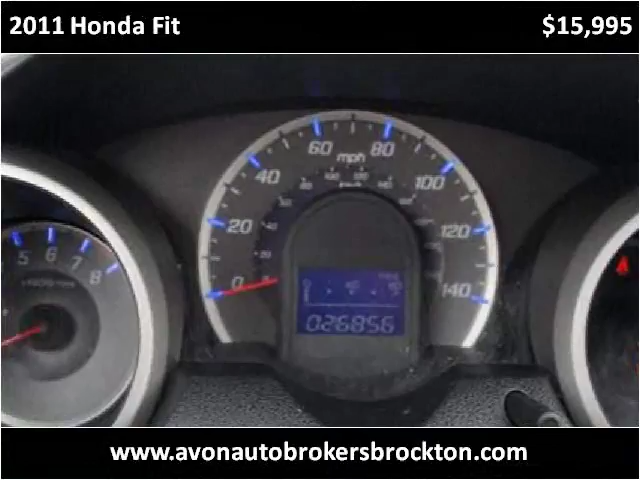 2011 Honda Fit $15,995
60 mph 80
40 100
20 120
0 140
5 6 7 8
026856
www.avonautobrokersbrockton.com